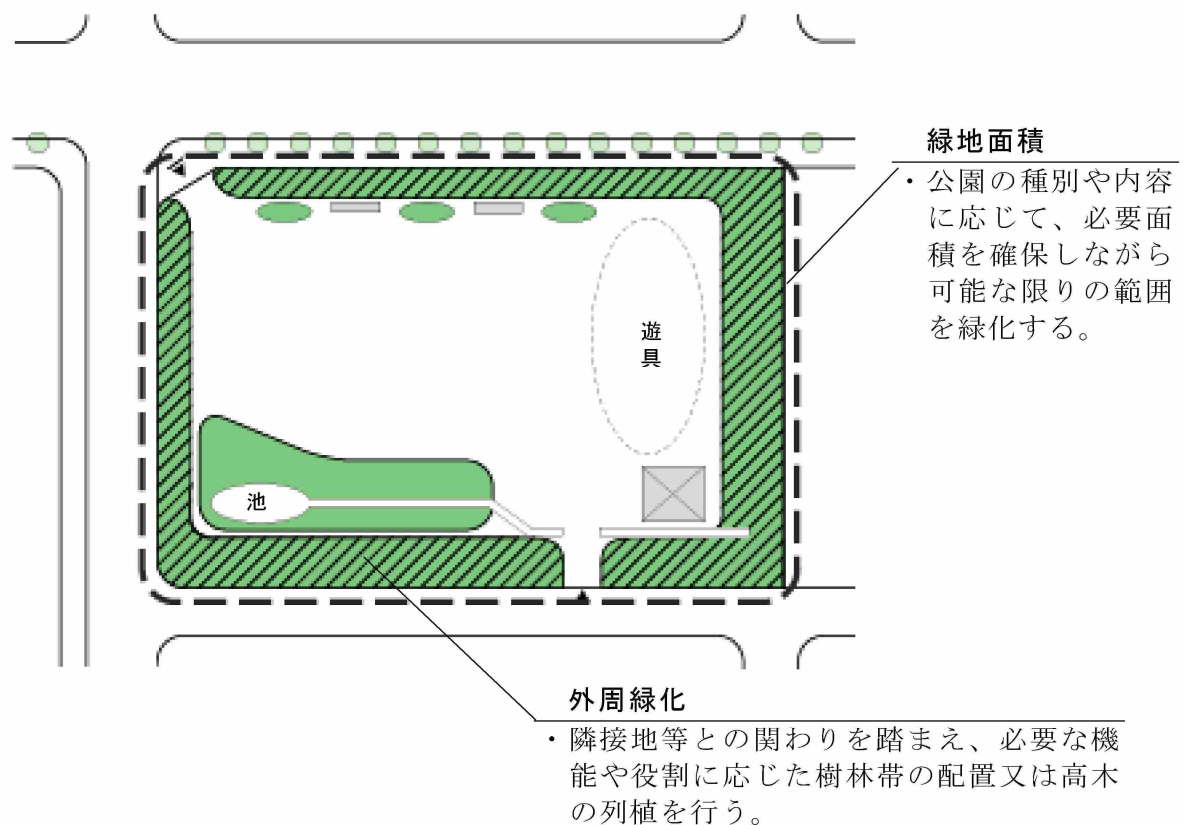 緑地面積
・公園の種別や内容
に応じて、必要面
積を確保しながら
可能な限りの範囲
を緑化する。
遊
具
池
外周緑化
・隣接地等との関わりを踏まえ、必要な機
能や役割に応じた樹林帯の配置又は高木
の列植を行う。